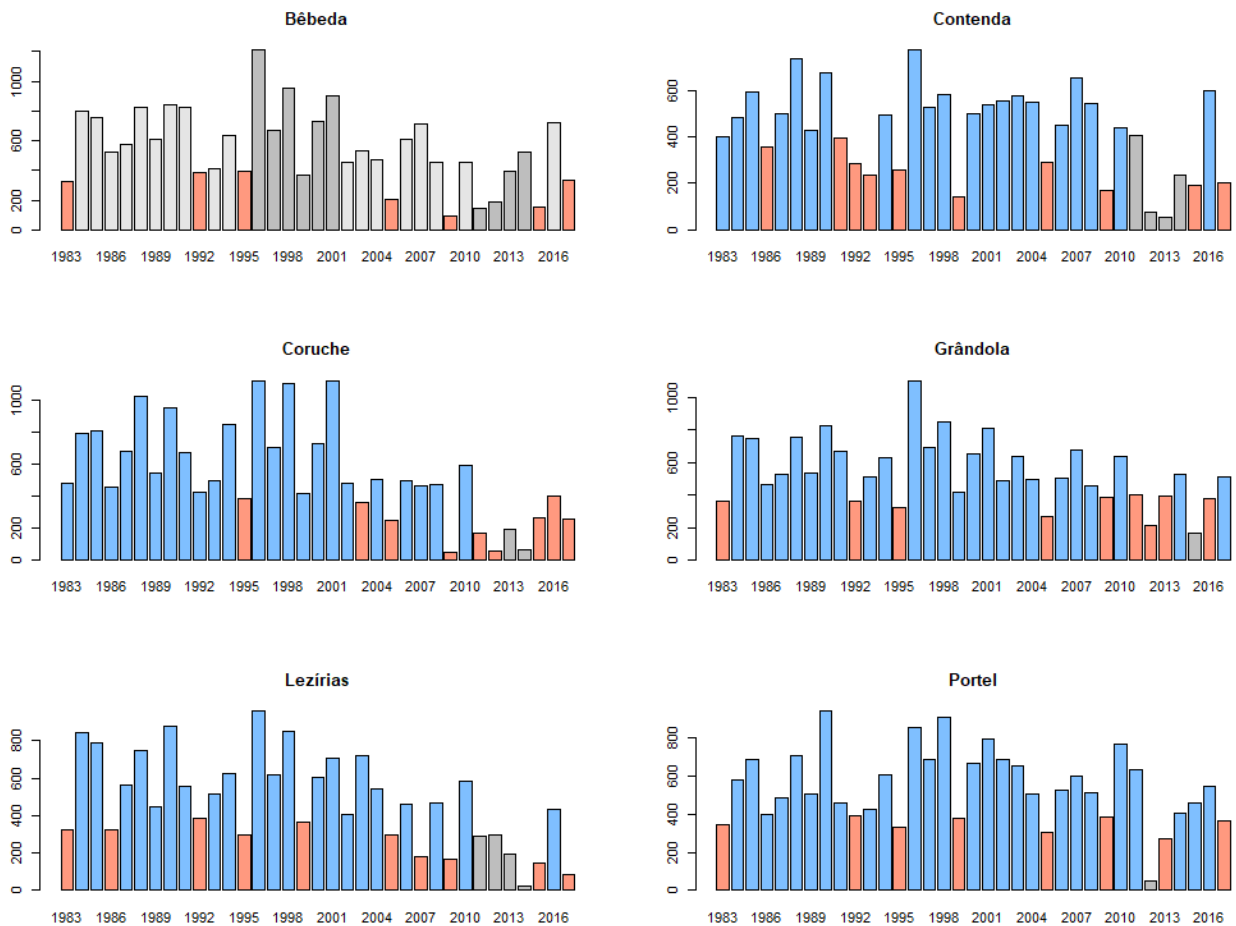 Bêbeda
0 200 600 1000
1983 1986 1989 1992 1995 1998 2001 2004 2007 2010 2013 2016
Contenda
0 200 400 600
1983 1986 1989 1992 1995 1998 2001 2004 2007 2010 2013 2016
Coruche
0 200 600 1000
1983 1986 1989 1992 1995 1998 2001 2004 2007 2010 2013 2016
Grândola
0 200 600 1000
1983 1986 1989 1992 1995 1998 2001 2004 2007 2010 2013 2016
Lezírias
0 200 400 600 800
1983 1986 1989 1992 1995 1998 2001 2004 2007 2010 2013 2016
Portel
0 200 400 600 800
1983 1986 1989 1992 1995 1998 2001 2004 2007 2010 2013 2016